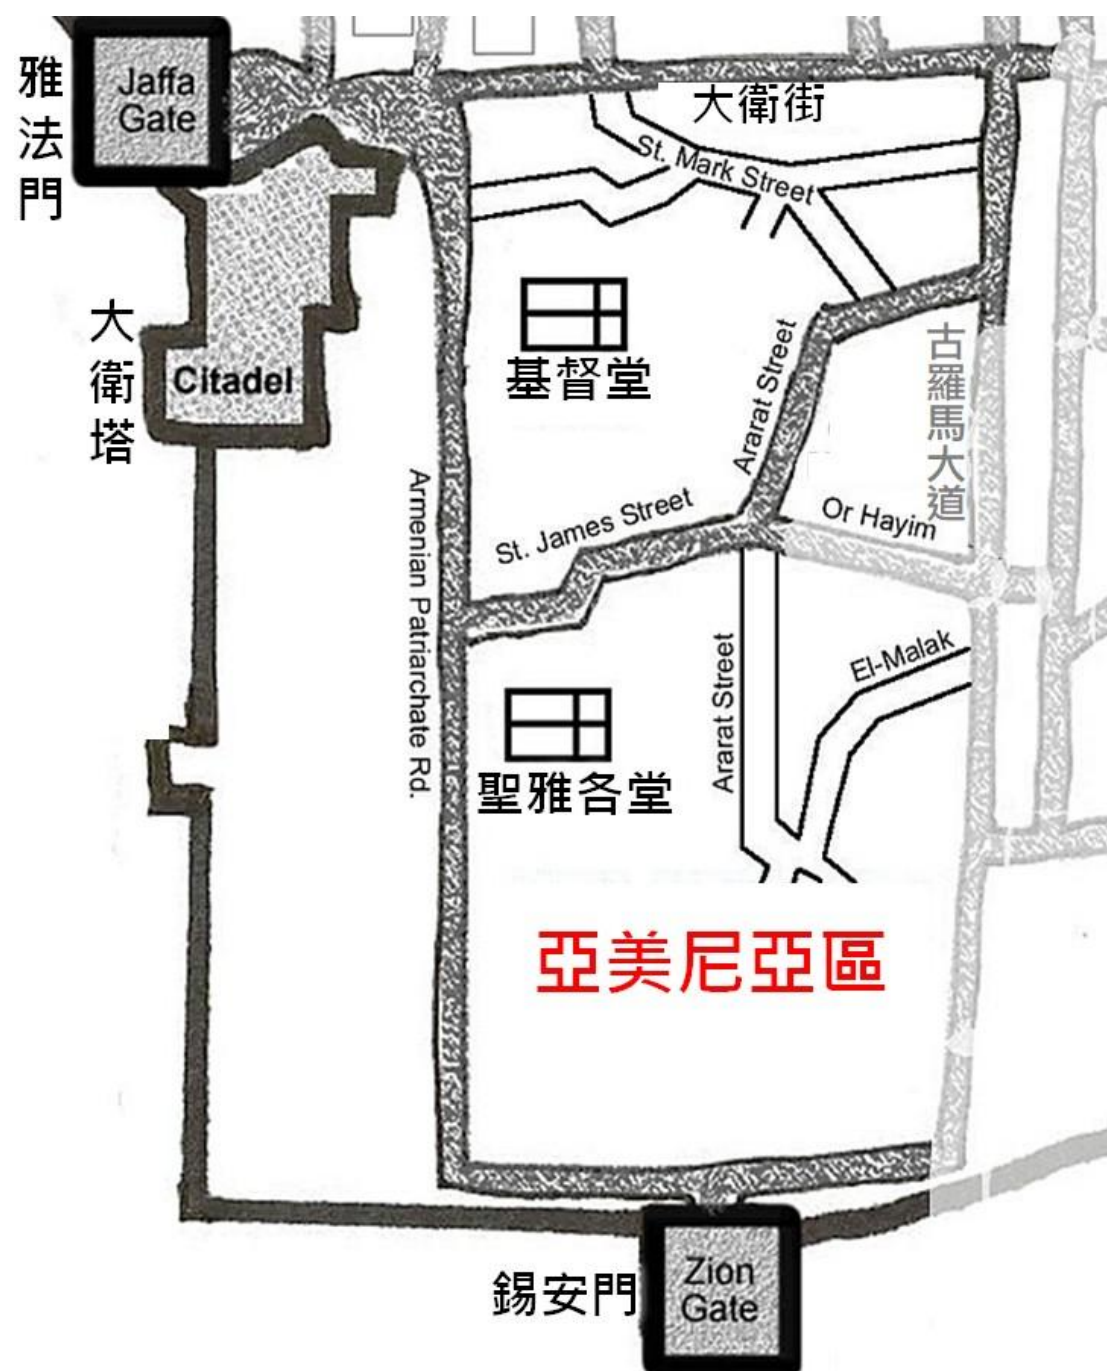 雅法門
Jaffa
Gate
大衛街
St. Mark Street
大衛塔
Citadel
基督堂
Ararat Street
古羅馬大道
Armenian Patriarchate Rd.
St. James Street
Or Hayim
Ararat Street
El-Malak
聖雅各堂
亞美尼亞區
錫安門
Zion
Gate